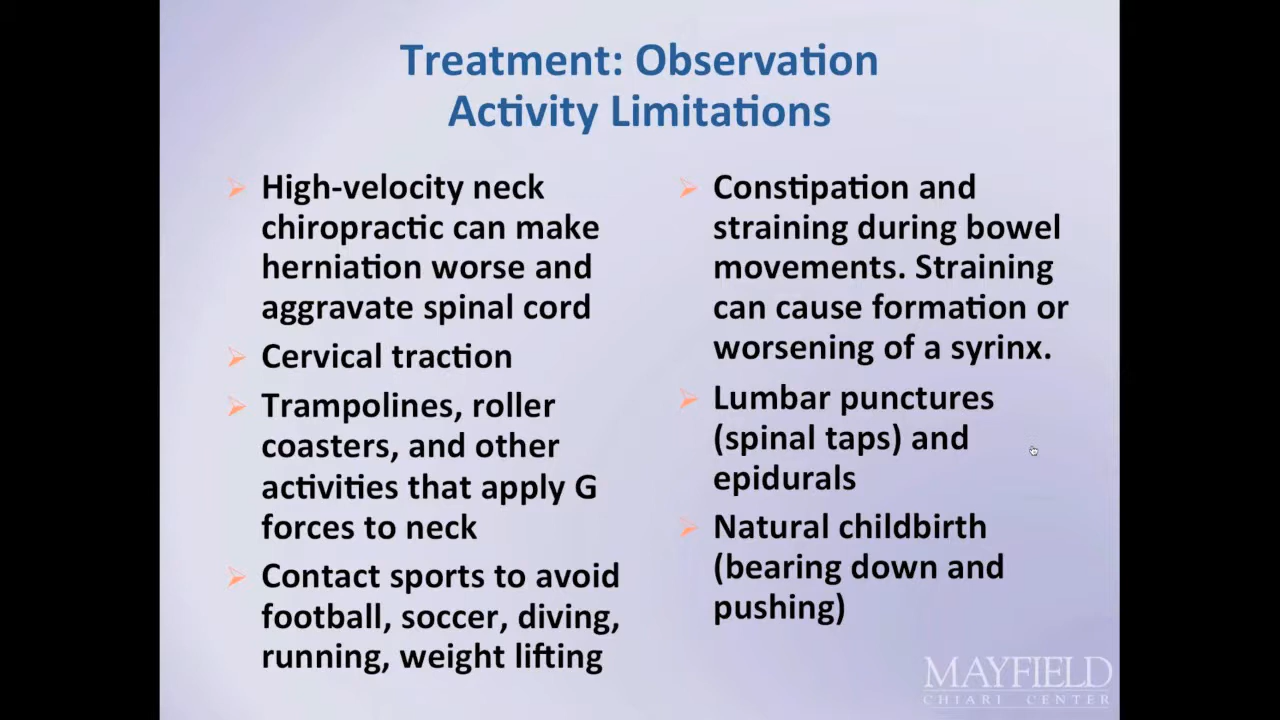 Treatment: Observation
Activity Limitations
High-velocity neck
chiropractic can make
herniation worse and
aggravate spinal cord
Cervical traction
Trampolines, roller
coasters, and other
activities that apply G
forces to neck
Contact sports to avoid
football, soccer, diving,
running, weight lifting
Constipation and
straining during bowel
movements. Straining
can cause formation or
worsening of a syrinx.
Lumbar punctures
(spinal taps) and
epidurals
Natural childbirth
(bearing down and
pushing)
MAYFIELD
CHIARI CENTER